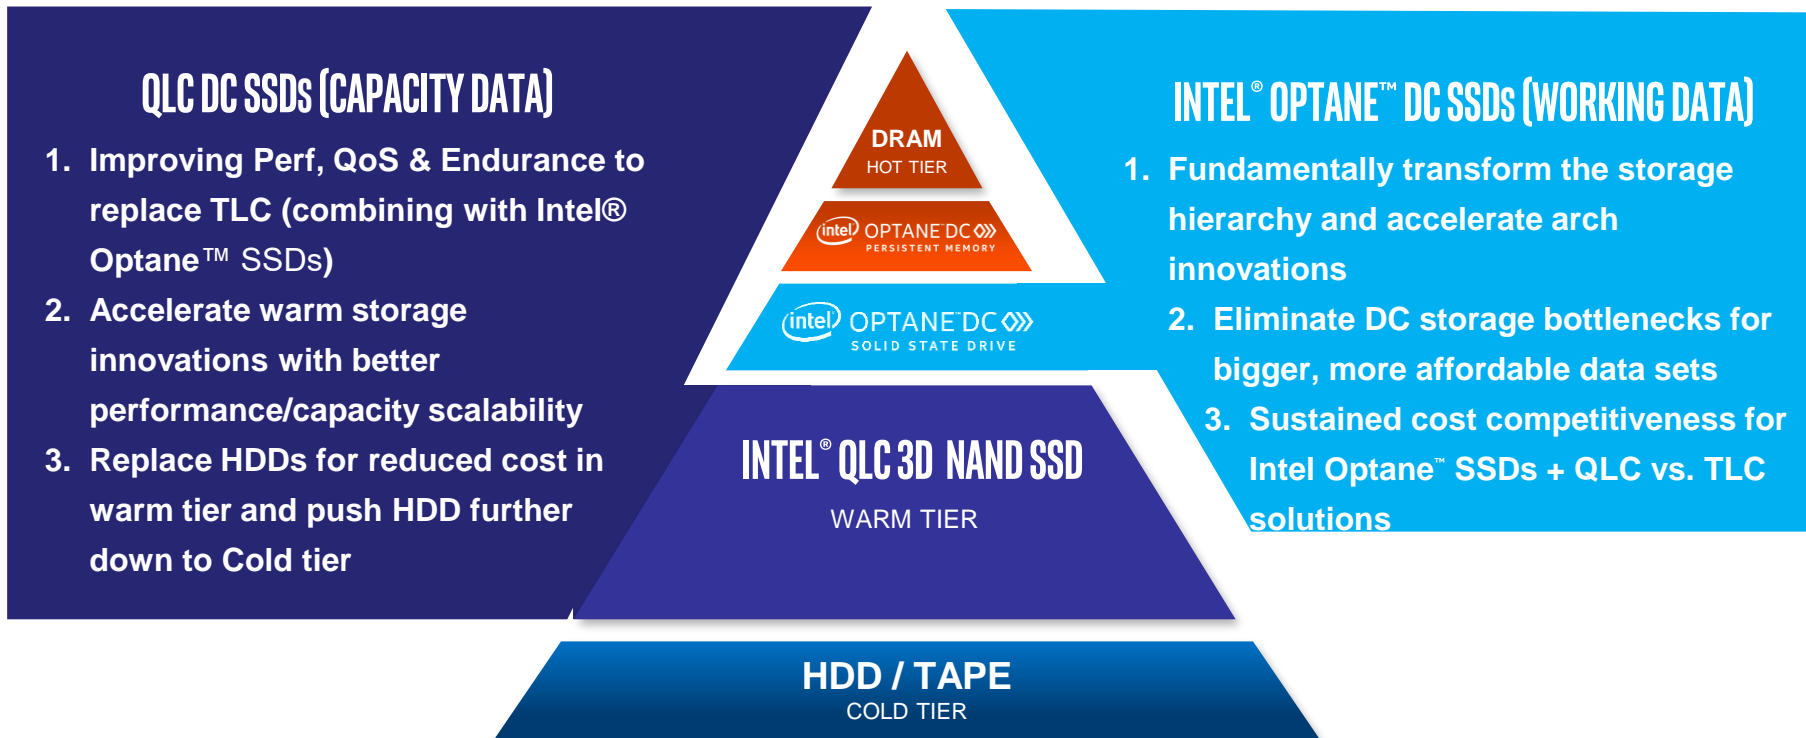 QLC DC SSDs (CAPACITY DATA)
1. Improving Perf, QoS & Endurance to
replace TLC (combining with Intel®
Optane™ SSDs)
2. Accelerate warm storage
innovations with better
performance/capacity scalability
3. Replace HDDs for reduced cost in
warm tier and push HDD further
down to Cold tier
DRAM
HOT TIER
intel OPTANE™ DC
PERSISTENT MEMORY
intel OPTANE™ DC
SOLID STATE DRIVE
INTEL® QLC 3D NAND SSD
WARM TIER
HDD / TAPE
COLD TIER
INTEL® OPTANE™ DC SSDs (WORKING DATA)
1. Fundamentally transform the storage
hierarchy and accelerate arch
innovations
2. Eliminate DC storage bottlenecks for
bigger, more affordable data sets
3. Sustained cost competitiveness for
Intel Optane™ SSDs + QLC vs. TLC
solutions